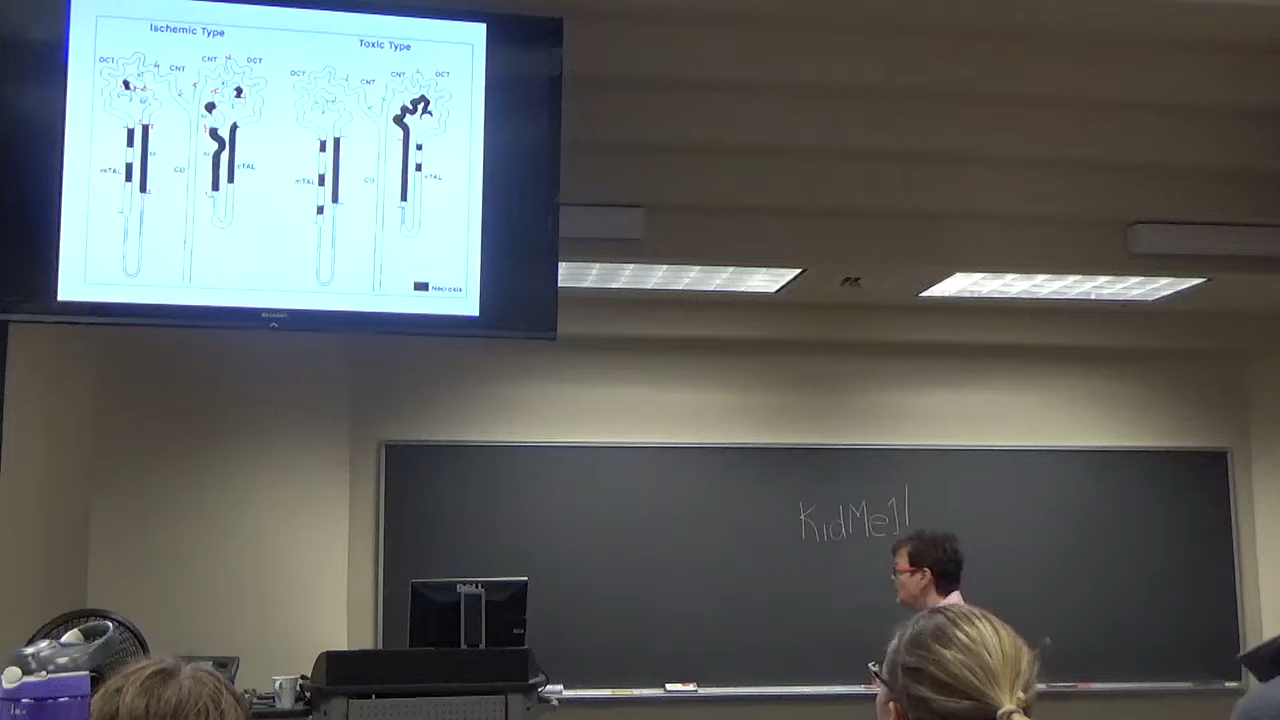 Ischemic Type
Toxic Type
DCT
CNT
CNT
DCT
DCT
CNT
CNT
DCT
mTAL
CD
cTAL
mTAL
CD
cTAL
Necrosis
DELL